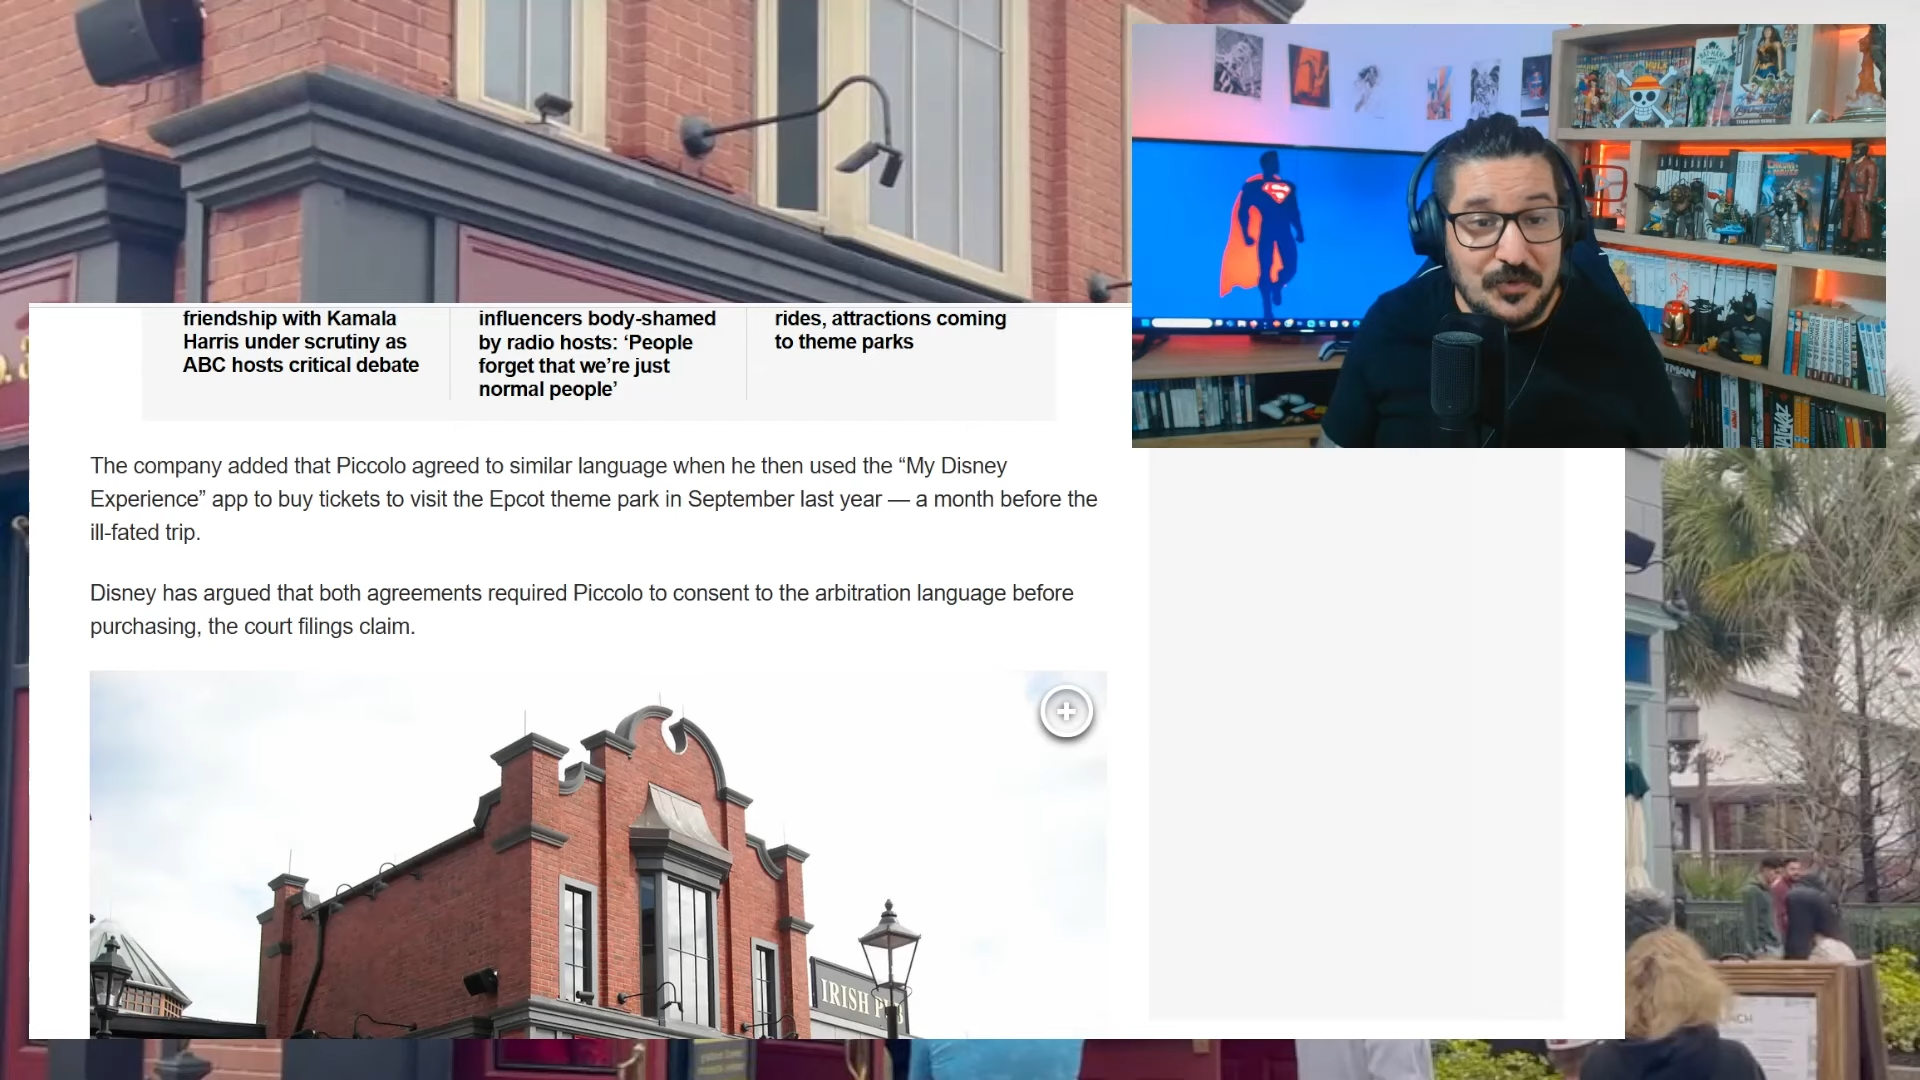 friendship with Kamala
Harris under scrutiny as
ABC hosts critical debate
influencers body-shamed
by radio hosts: ‘People
forget that we’re just
normal people’
rides, attractions coming
to theme parks
The company added that Piccolo agreed to similar language when he then used the “My Disney
Experience” app to buy tickets to visit the Epcot theme park in September last year — a month before the
ill-fated trip.
Disney has argued that both agreements required Piccolo to consent to the arbitration language before
purchasing, the court filings claim.
IRISH